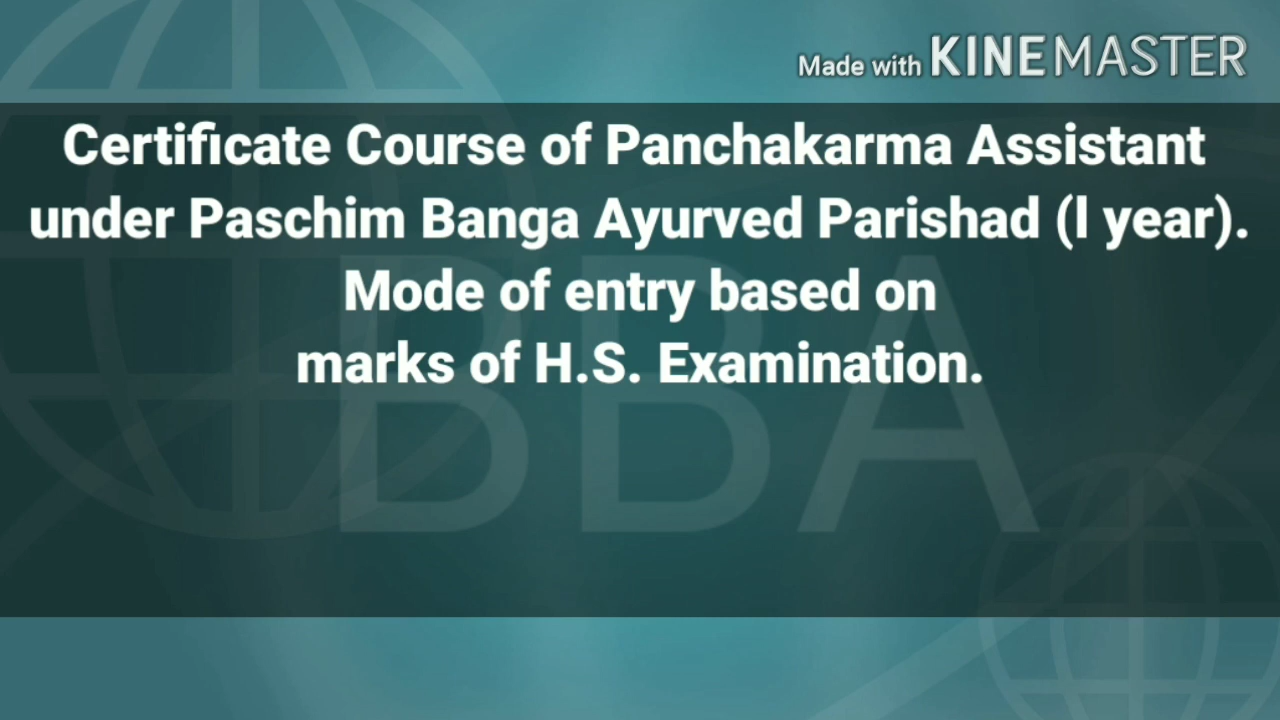 Made with KINEMASTER
Certificate Course of Panchakarma Assistant
under Paschim Banga Ayurved Parishad (l year).
Mode of entry based on
marks of H.S. Examination.
BBA